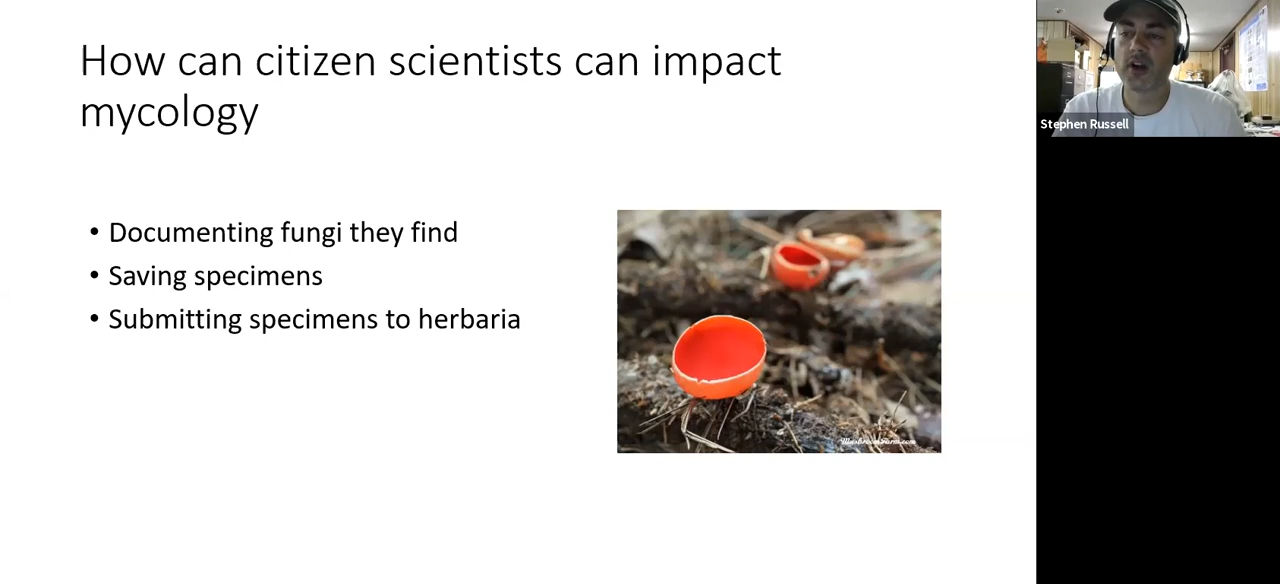 How can citizen scientists can impact
mycology
• Documenting fungi they find
• Saving specimens
• Submitting specimens to herbaria
Stephen Russell